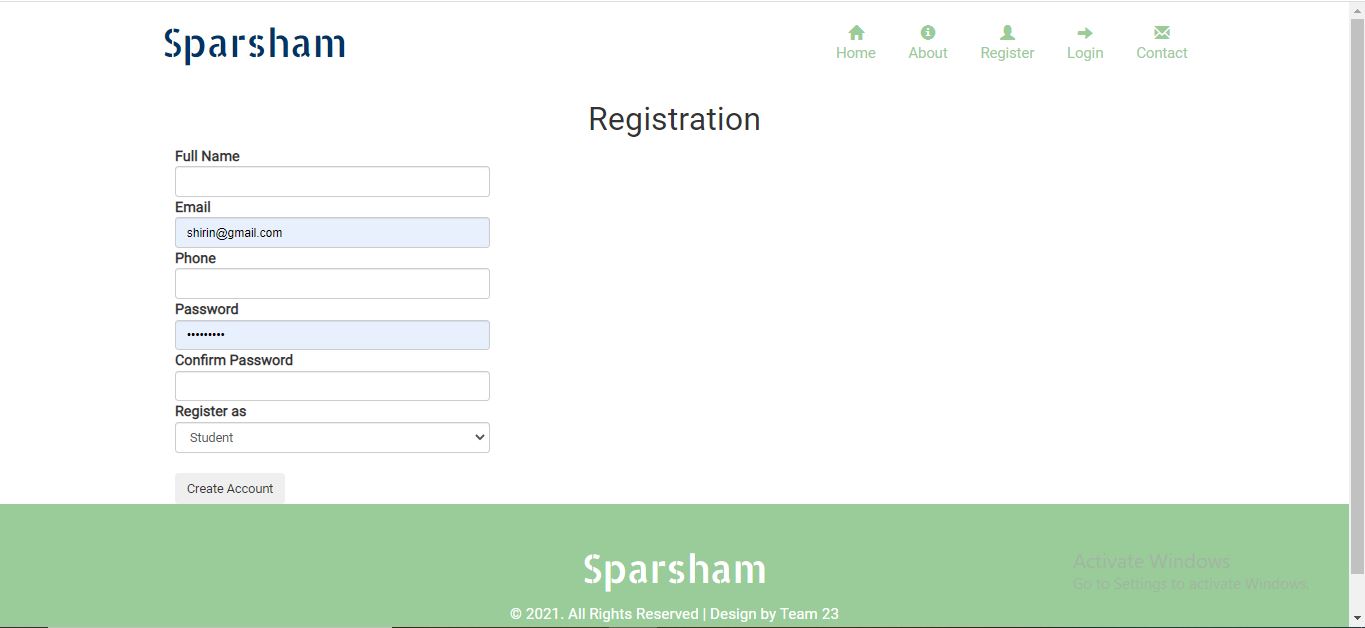 Sparsham
Home About Register Login Contact
Registration
Full Name
Email
shirin@gmail.com
Phone
Password
•••••••••
Confirm Password
Register as
Student
Create Account
Sparsham
Activate Windows
Go to Settings to activate Windows.
© 2021. All Rights Reserved | Design by Team 23